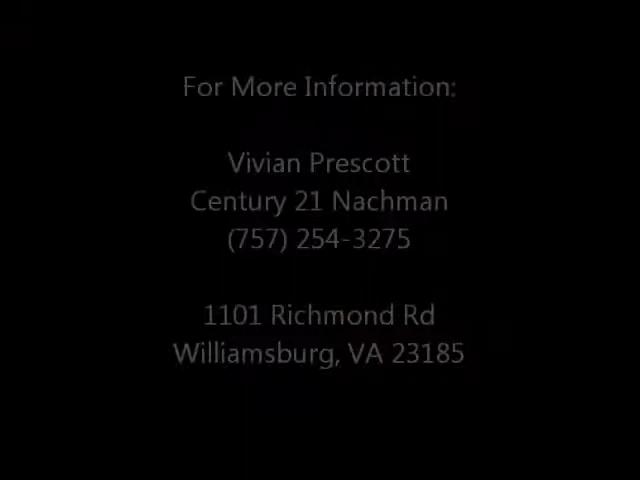 For More Information:
Vivian Prescott
Century 21 Nachman
(757) 254-3275
1101 Richmond Rd
Williamsburg, VA 23185